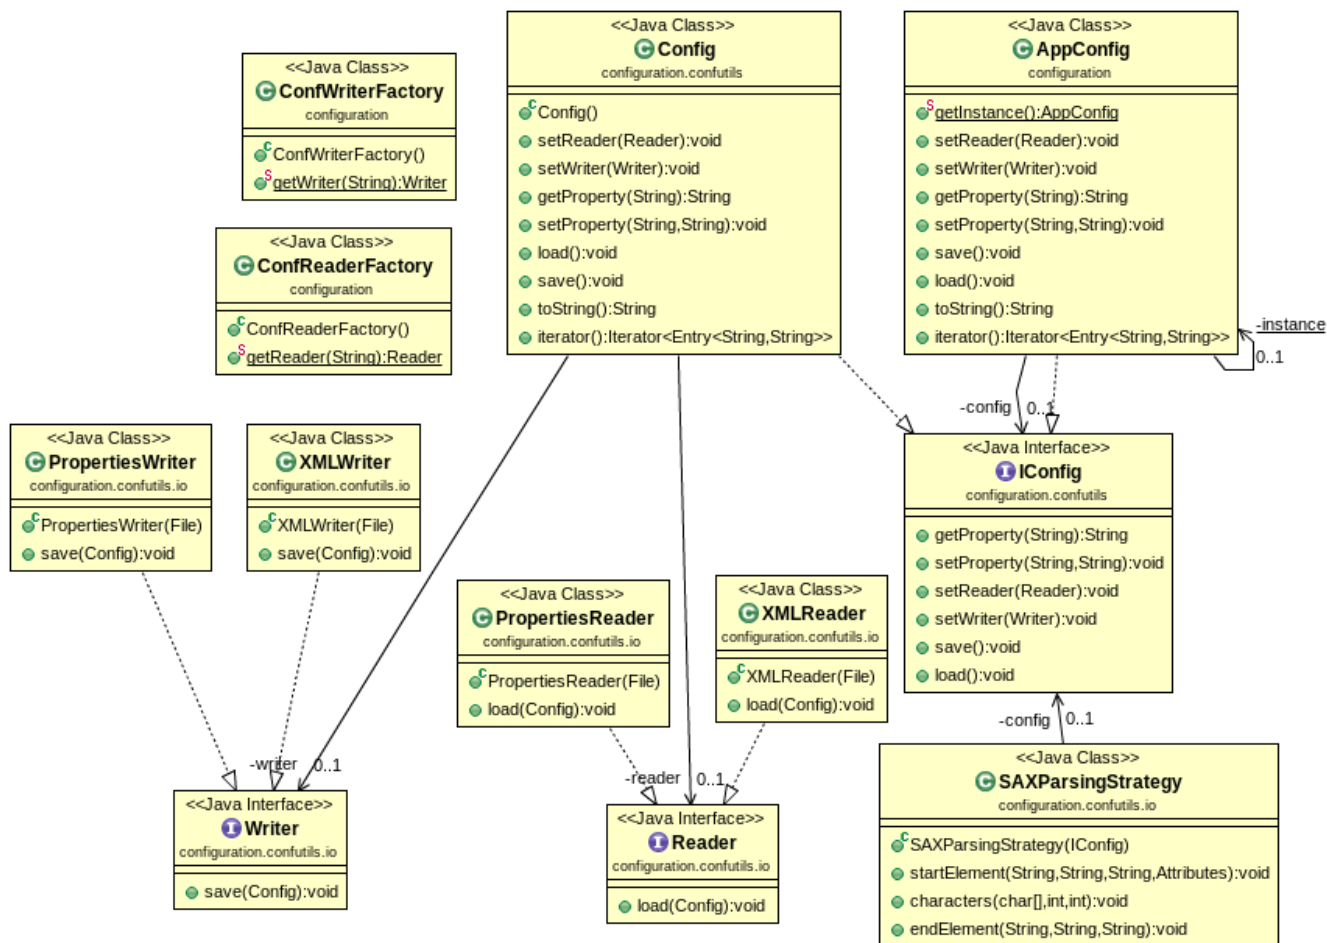 <<Java Class>>
ConfWriterFactory
configuration
ConfWriterFactory()
getWriter(String):Writer
<<Java Class>>
ConfReaderFactory
configuration
ConfReaderFactory()
getReader(String):Reader
<<Java Class>>
Config
configuration.confutils
Config()
setReader(Reader):void
setWriter(Writer):void
getProperty(String):String
setProperty(String,String):void
load():void
save():void
toString():String
iterator():Iterator<Entry<String,String>>
<<Java Class>>
AppConfig
configuration
getInstance():AppConfig
setReader(Reader):void
setWriter(Writer):void
getProperty(String):String
setProperty(String,String):void
save():void
load():void
toString():String
iterator():Iterator<Entry<String,String>>
-instance
0..1
-config 0..1
<<Java Class>>
PropertiesWriter
configuration.confutils.io
PropertiesWriter(File)
save(Config):void
<<Java Class>>
XMLWriter
configuration.confutils.io
XMLWriter(File)
save(Config):void
<<Java Interface>>
IConfig
configuration.confutils
getProperty(String):String
setProperty(String,String):void
setReader(Reader):void
setWriter(Writer):void
save():void
load():void
<<Java Class>>
PropertiesReader
configuration.confutils.io
PropertiesReader(File)
load(Config):void
<<Java Class>>
XMLReader
configuration.confutils.io
XMLReader(File)
load(Config):void
-config 0..1
-writer 0..1
-reader 0..1
<<Java Interface>>
Writer
configuration.confutils.io
save(Config):void
<<Java Interface>>
Reader
configuration.confutils.io
load(Config):void
<<Java Class>>
SAXParsingStrategy
configuration.confutils.io
SAXParsingStrategy(IConfig)
startElement(String,String,String,Attributes):void
characters(char[],int,int):void
endElement(String,String,String):void